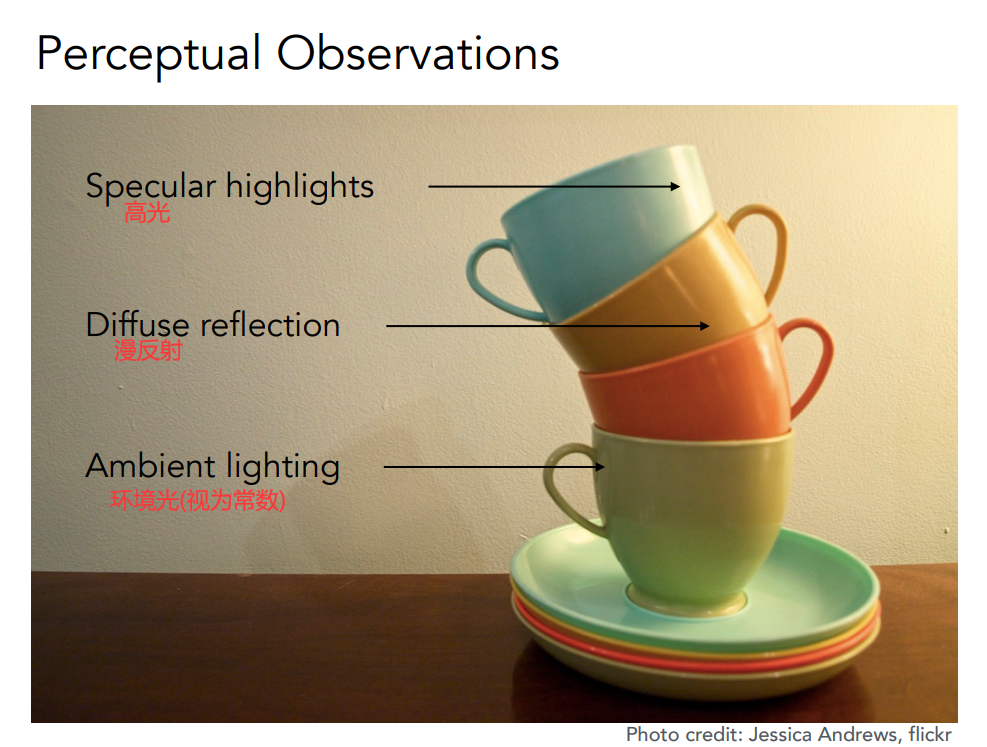 Perceptual Observations
Specular highlights
高光
Diffuse reflection
漫反射
Ambient lighting
环境光(视为常数)
Photo credit: Jessica Andrews, flickr